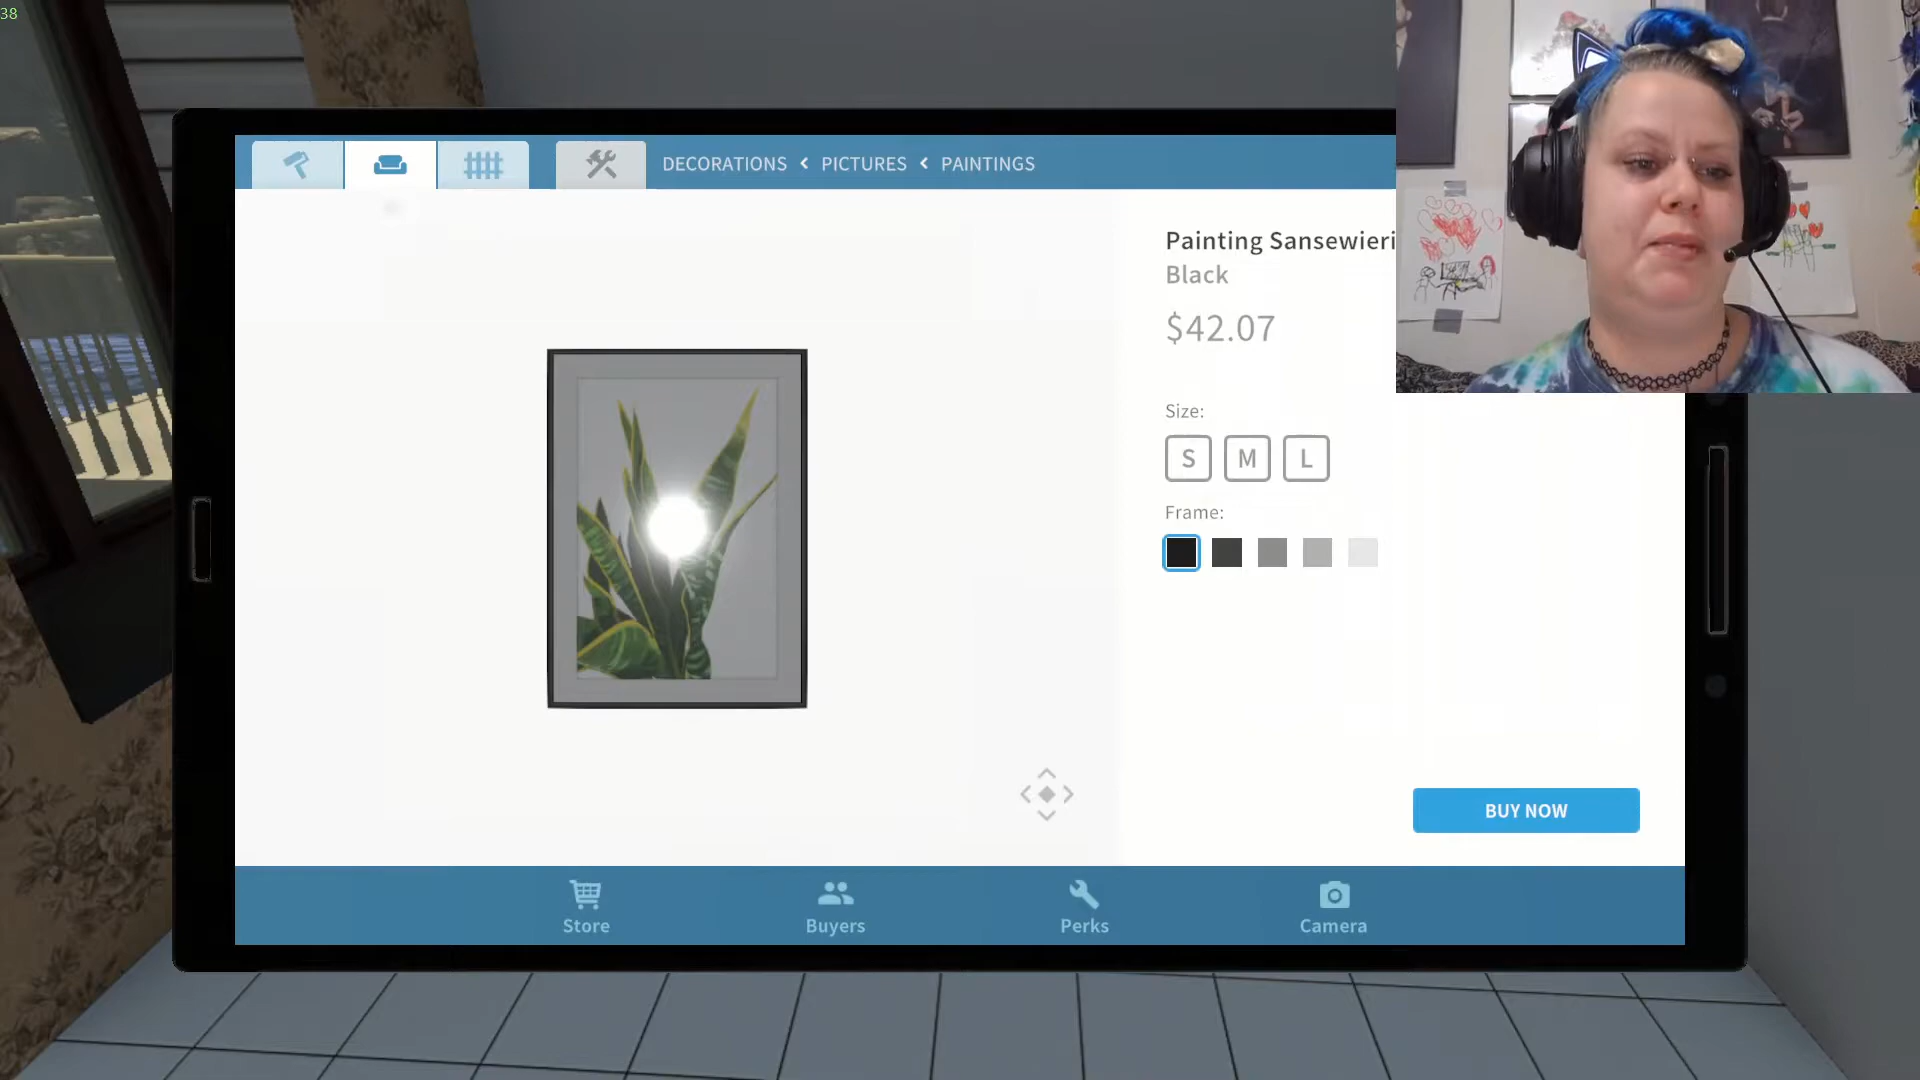 38
DECORATIONS < PICTURES < PAINTINGS
Painting Sansewieri
Black
$42.07
Size:
S M L
Frame:
BUY NOW
Store Buyers Perks Camera